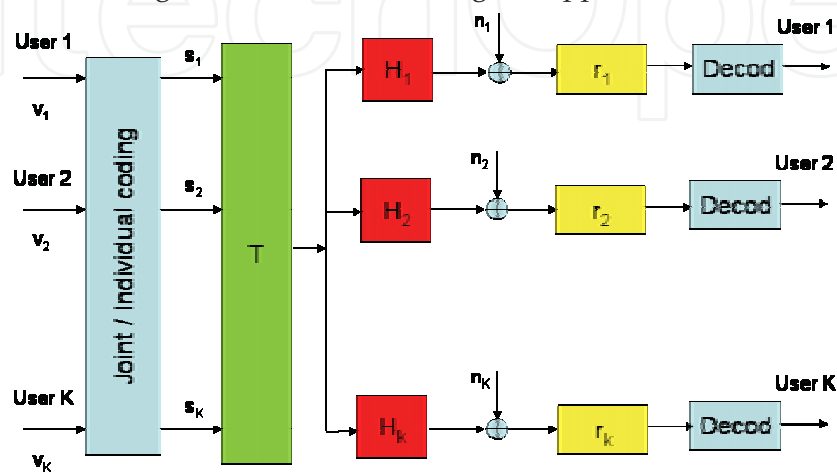 User 1
v1
User 2
v2
User K
vK
Joint / Individual coding
s1
s2
sK
T
H1
n1
r1
Decod
User 1
H2
n2
r2
Decod
User 2
Hk
nK
rk
Decod
User K